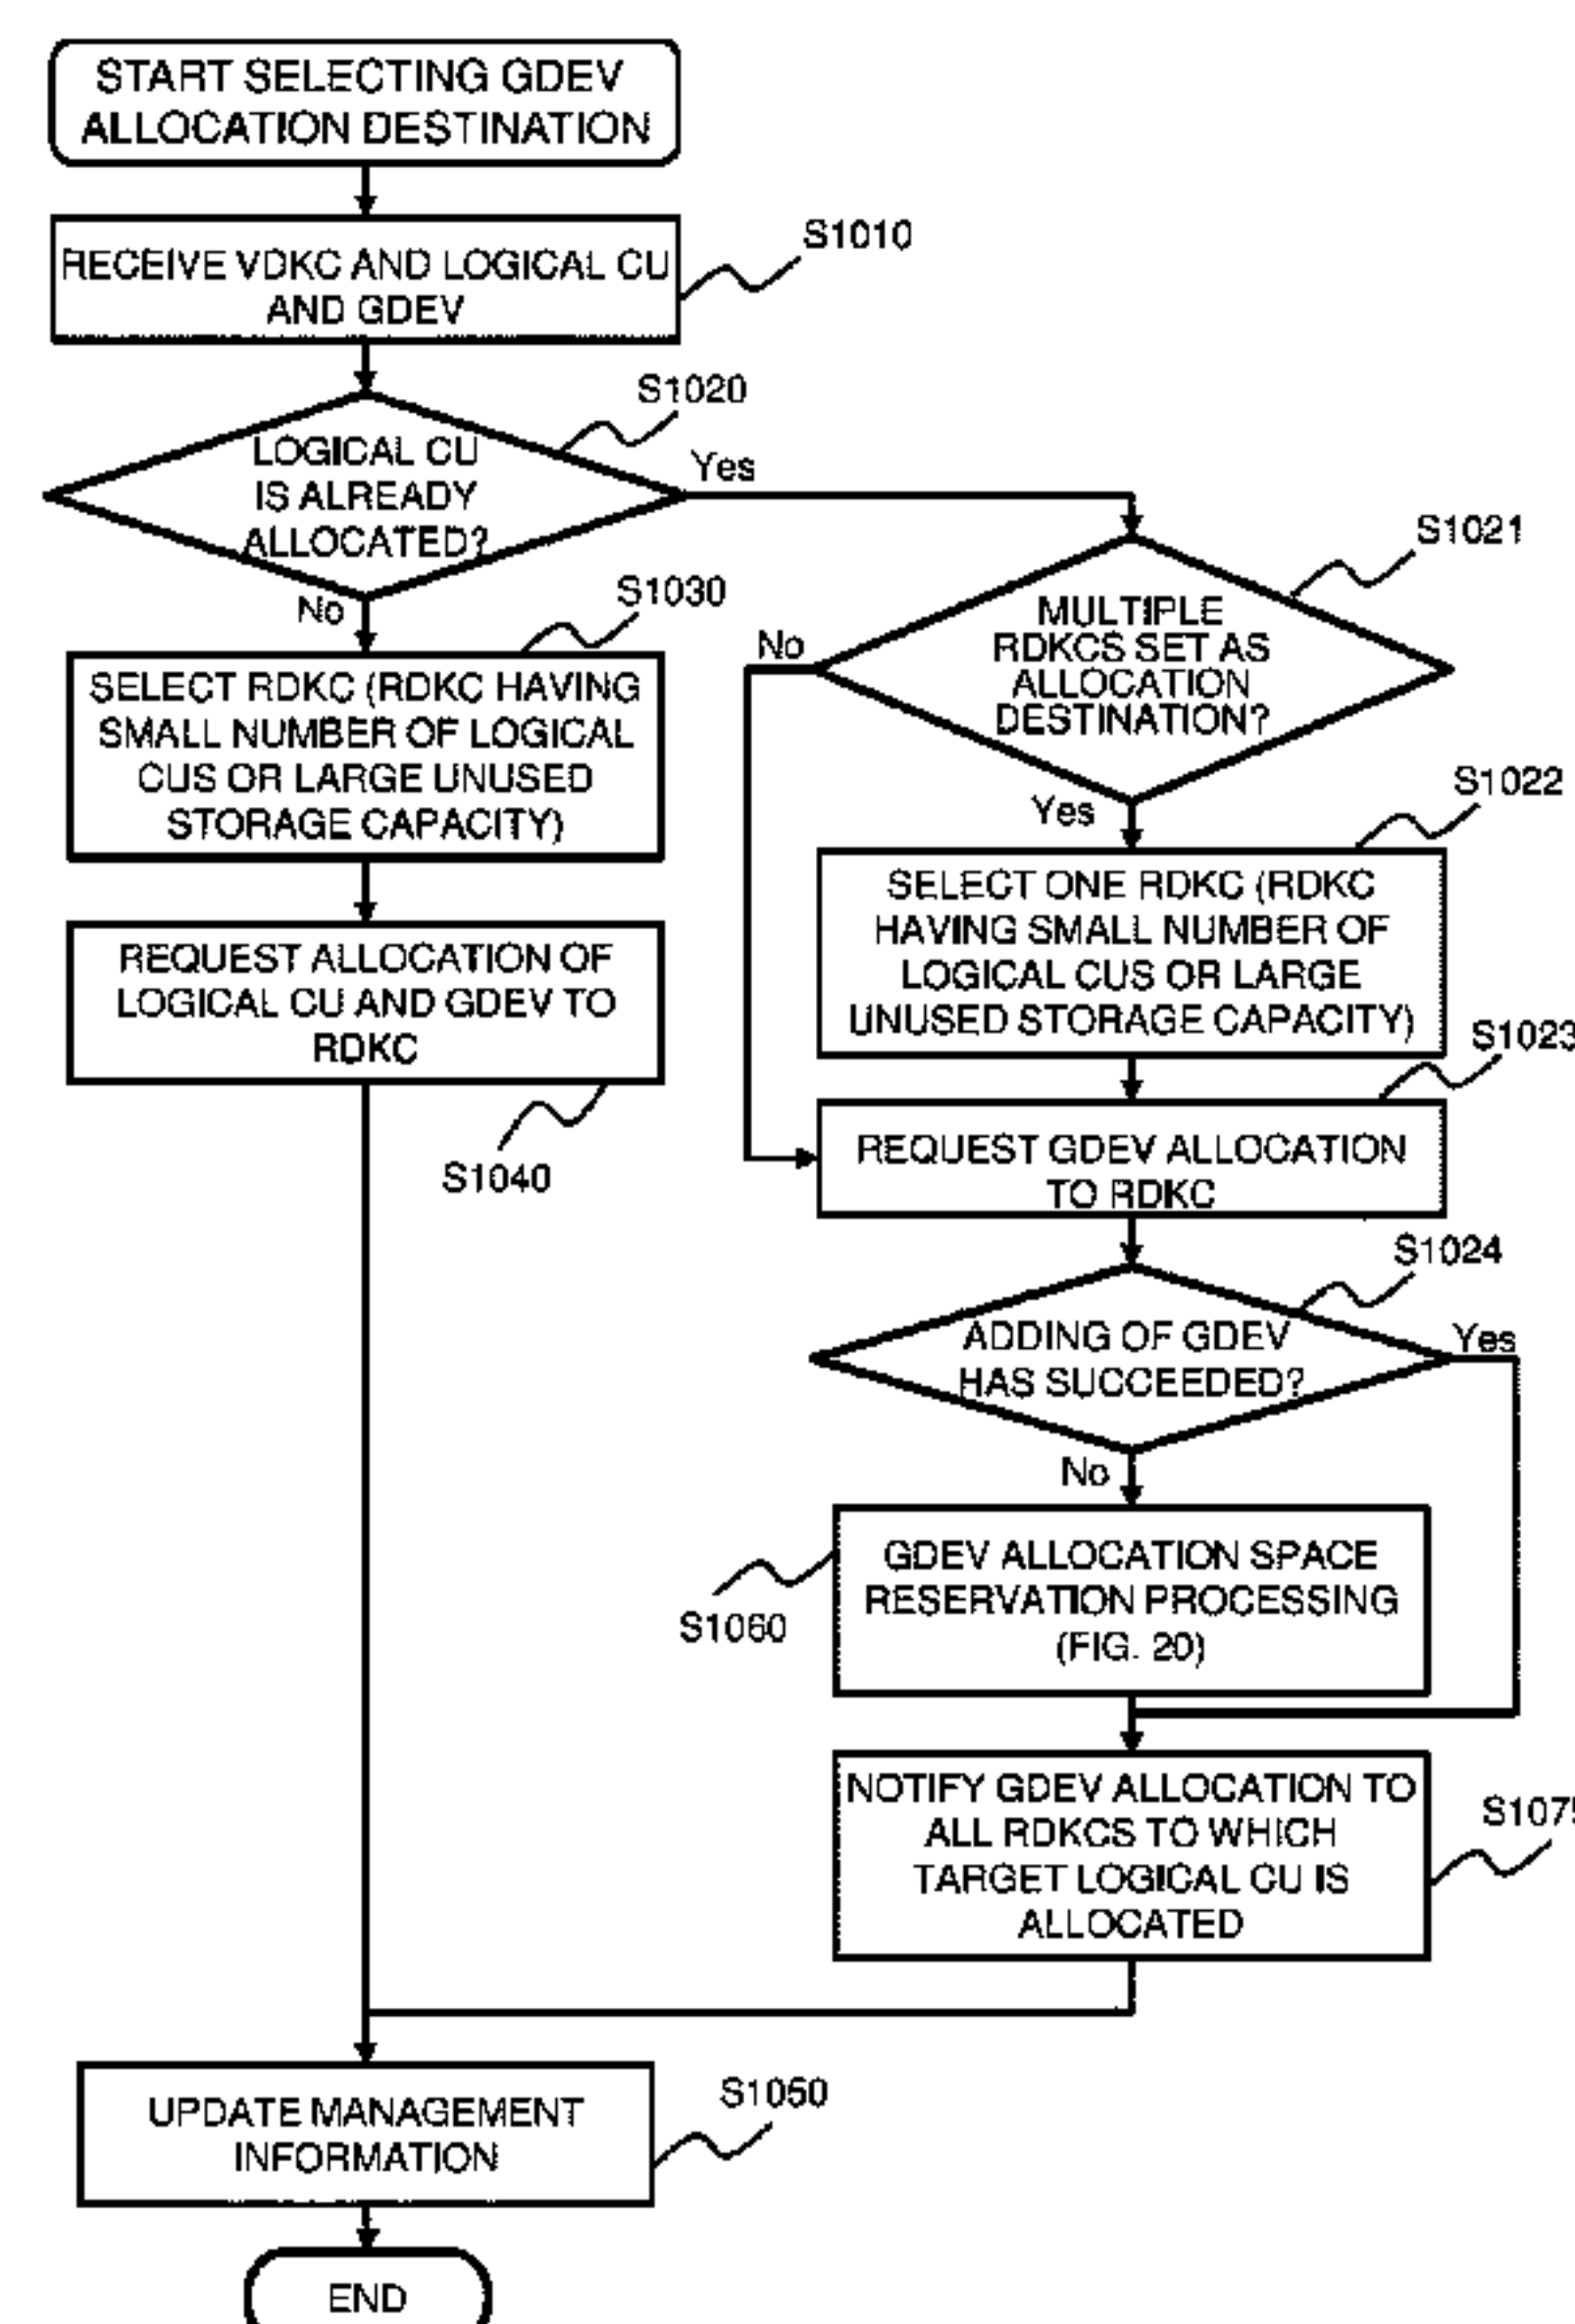 START SELECTING GDEV
ALLOCATION DESTINATION
RECEIVE VDKC AND LOGICAL CU
AND GDEV
S1010
LOGICAL CU
IS ALREADY
ALLOCATED?
S1020
Yes
No
MULTIPLE
RDKCS SET AS
ALLOCATION
DESTINATION?
S1021
No
Yes
SELECT RDKC (RDKC HAVING
SMALL NUMBER OF LOGICAL
CUS OR LARGE UNUSED
STORAGE CAPACITY)
S1030
SELECT ONE RDKC (RDKC
HAVING SMALL NUMBER OF
LOGICAL CUS OR LARGE
UNUSED STORAGE CAPACITY)
S1022
REQUEST ALLOCATION OF
LOGICAL CU AND GDEV TO
RDKC
S1040
REQUEST GDEV ALLOCATION
TO RDKC
S1023
ADDING OF GDEV
HAS SUCCEEDED?
S1024
Yes
No
GDEV ALLOCATION SPACE
RESERVATION PROCESSING
(FIG. 20)
S1060
NOTIFY GDEV ALLOCATION TO
ALL RDKCS TO WHICH
TARGET LOGICAL CU IS
ALLOCATED
S1075
UPDATE MANAGEMENT
INFORMATION
S1050
END